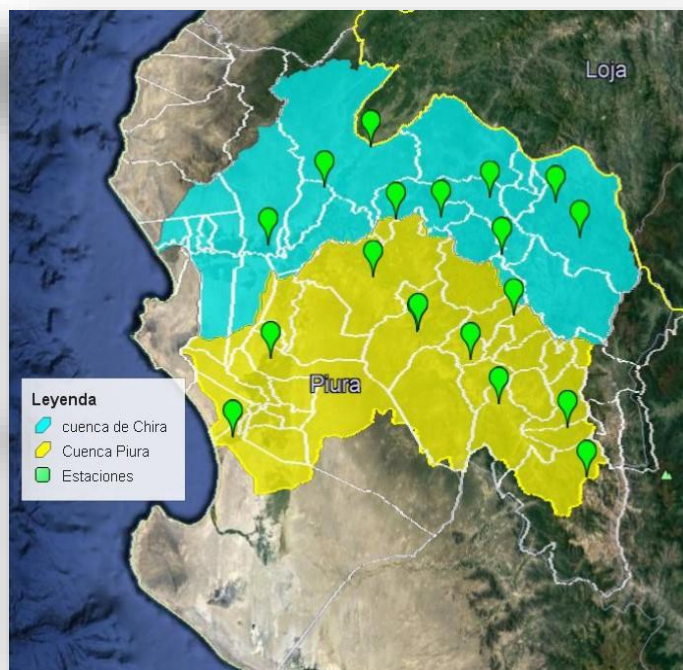 Loja
Piura
Leyenda
cuenca de Chira
Cuenca Piura
Estaciones